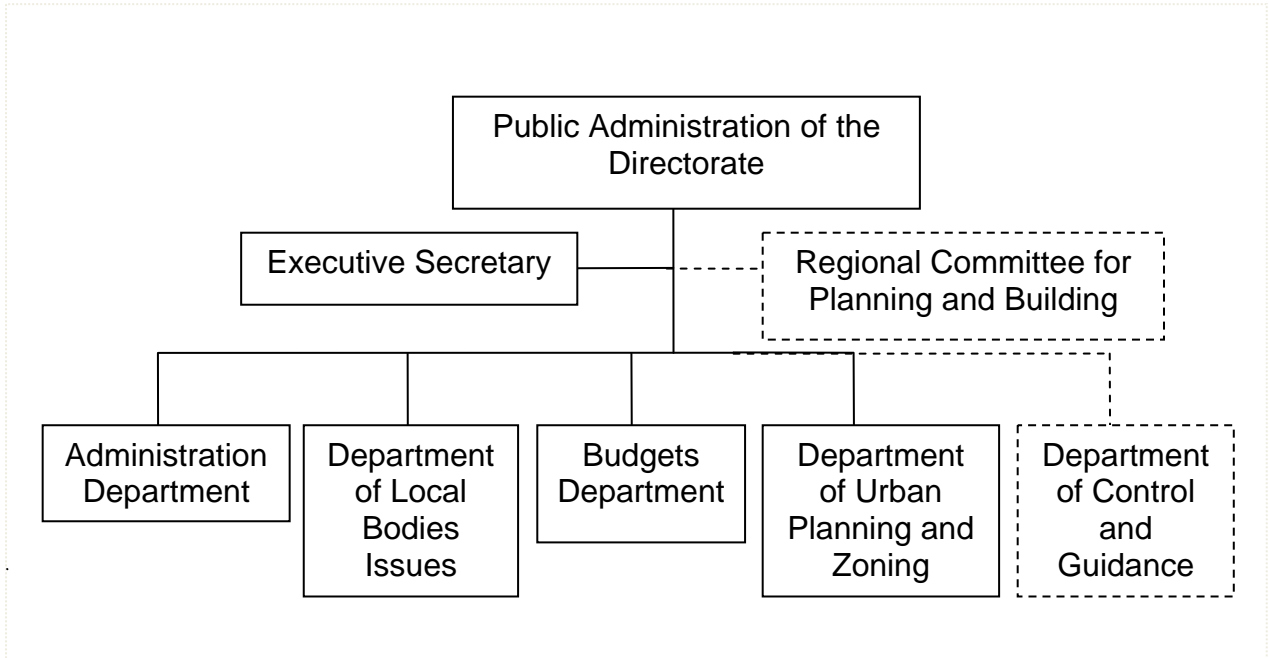 Public Administration of the
Directorate
Executive Secretary
Regional Committee for
Planning and Building
Administration
Department
Department
of Local
Bodies
Issues
Budgets
Department
Department
of Urban
Planning and
Zoning
Department
of Control
and
Guidance
.